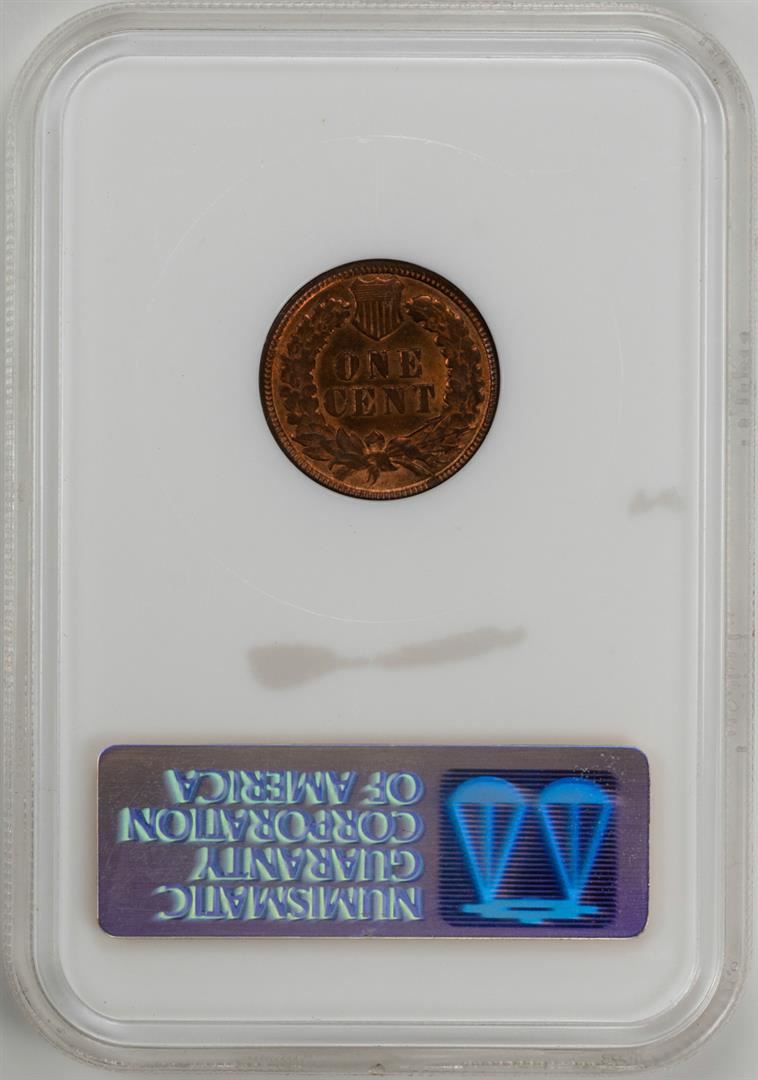 ONE
CENT
NUMISMATIC
GUARANTY
CORPORATION
OF AMERICA